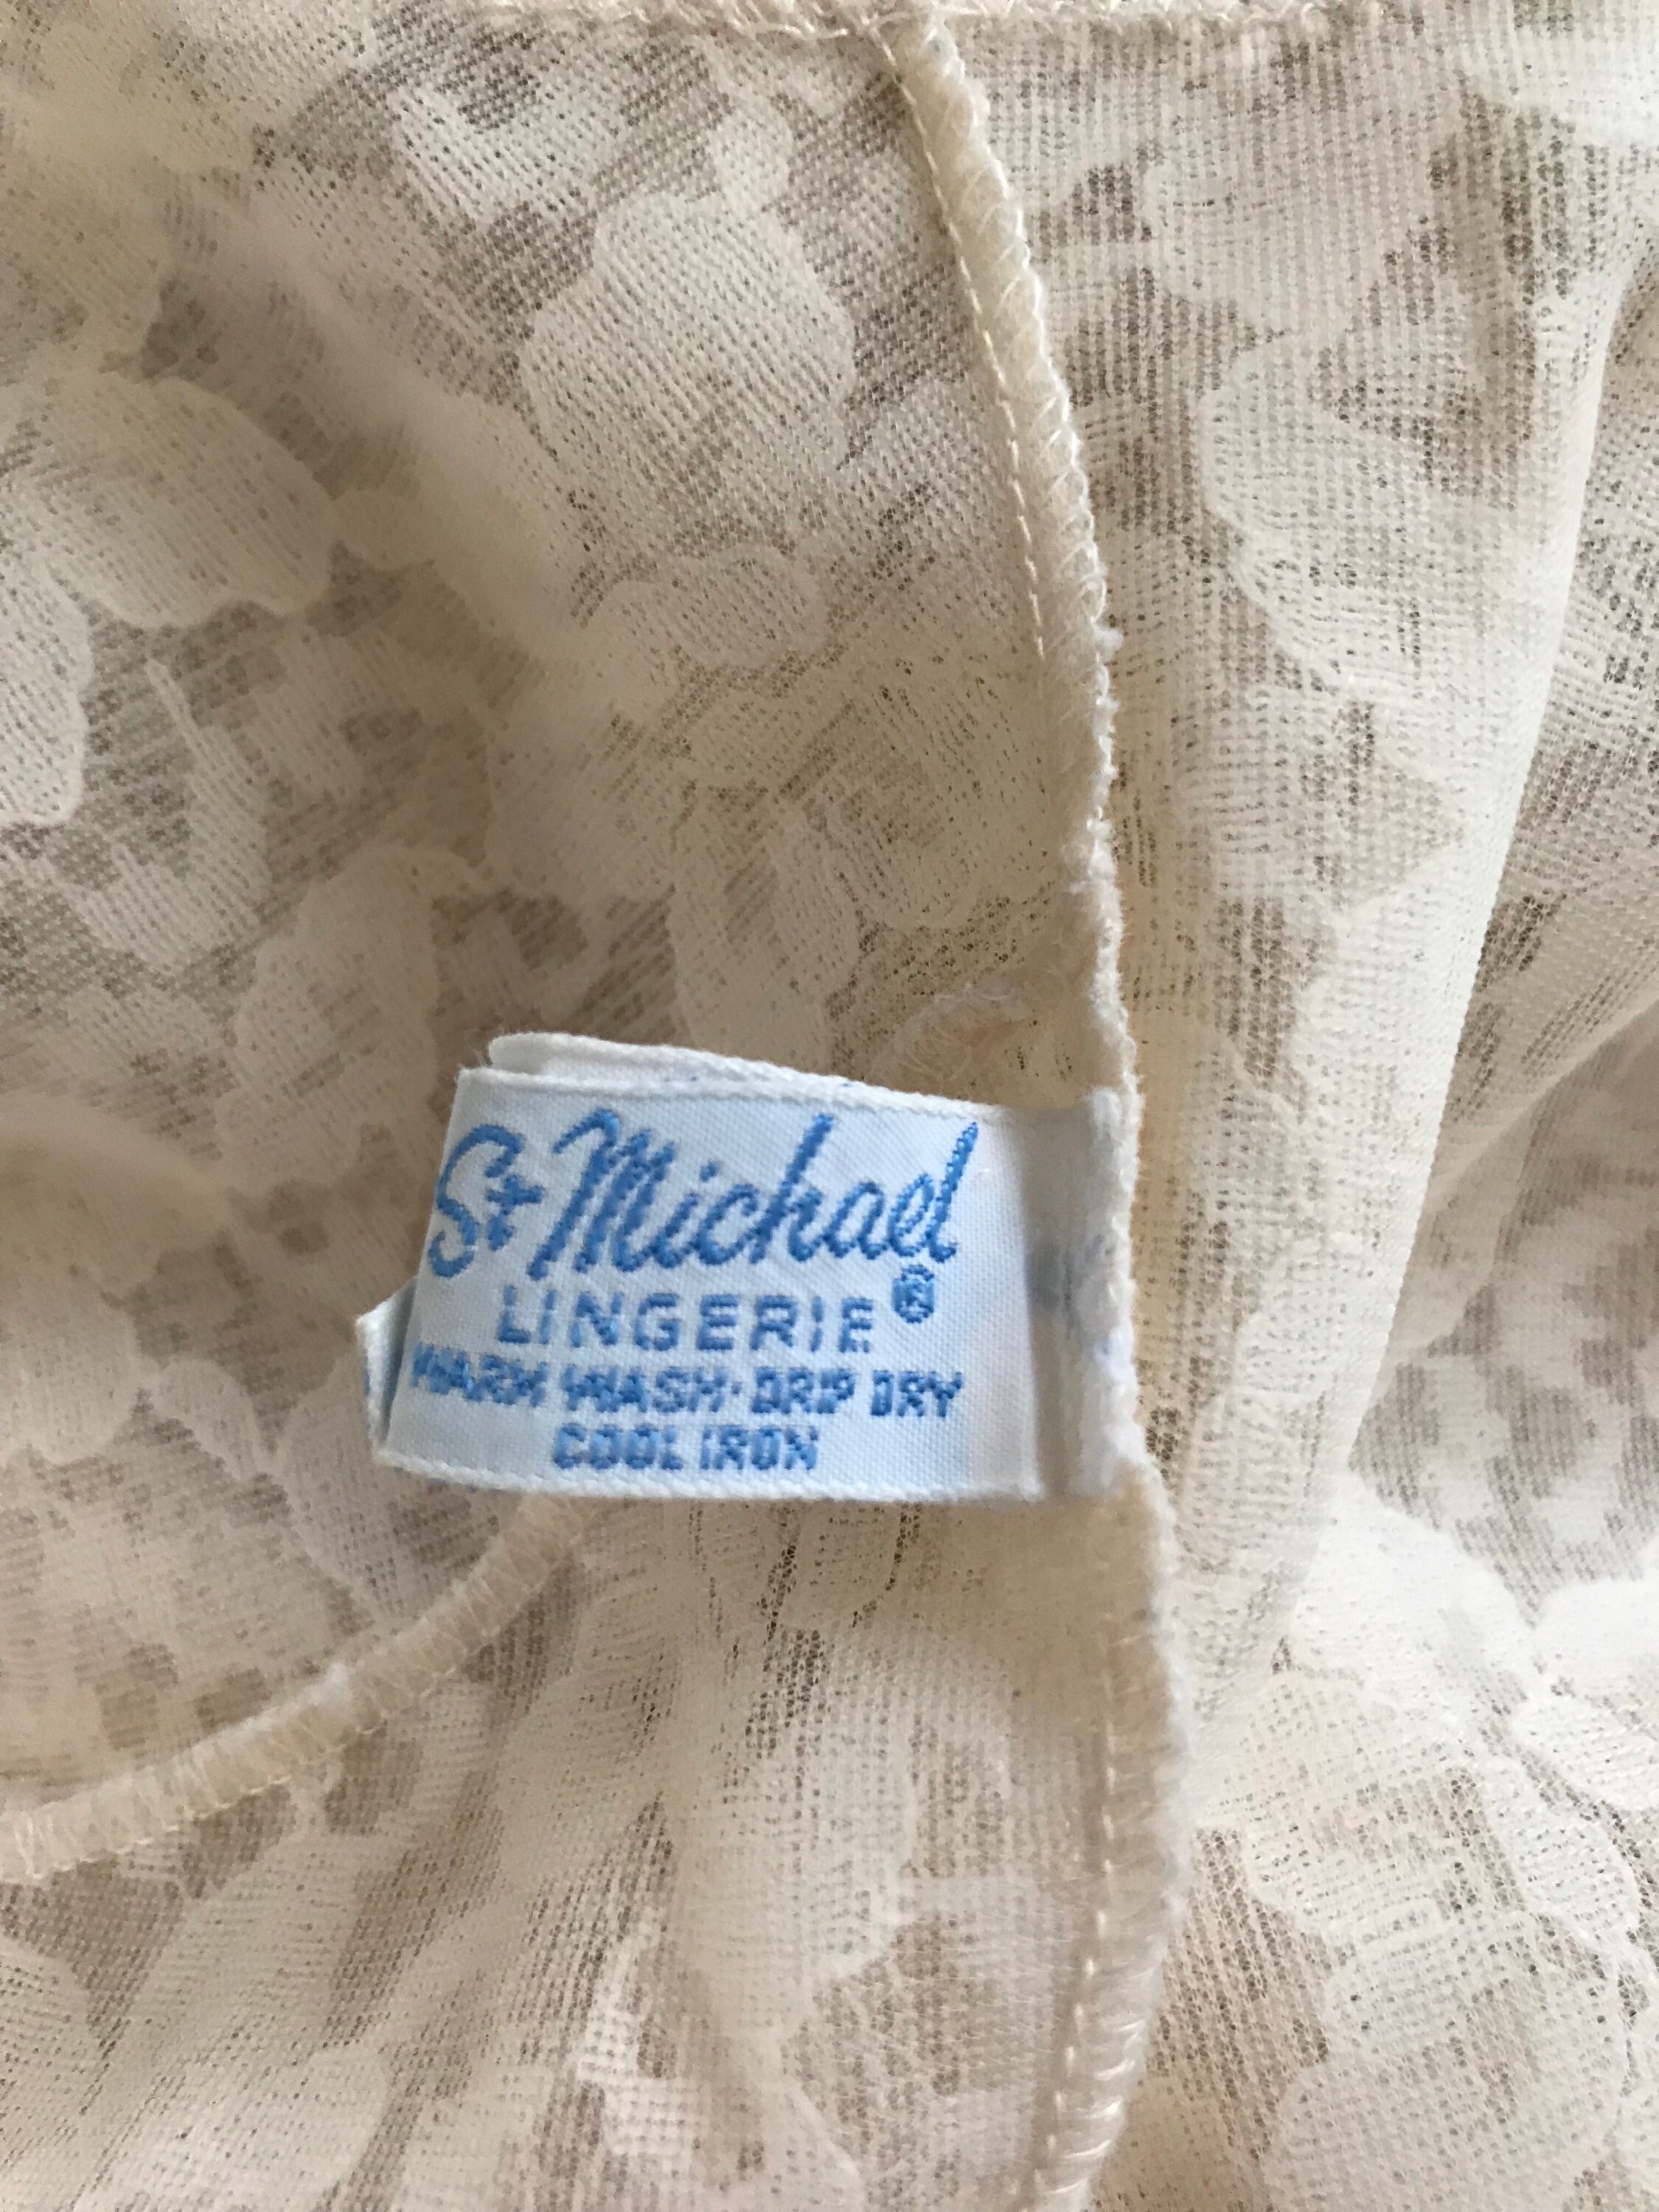 St Michael
LINGERIE ®
WARM WASH · DRIP DRY
COOL IRON